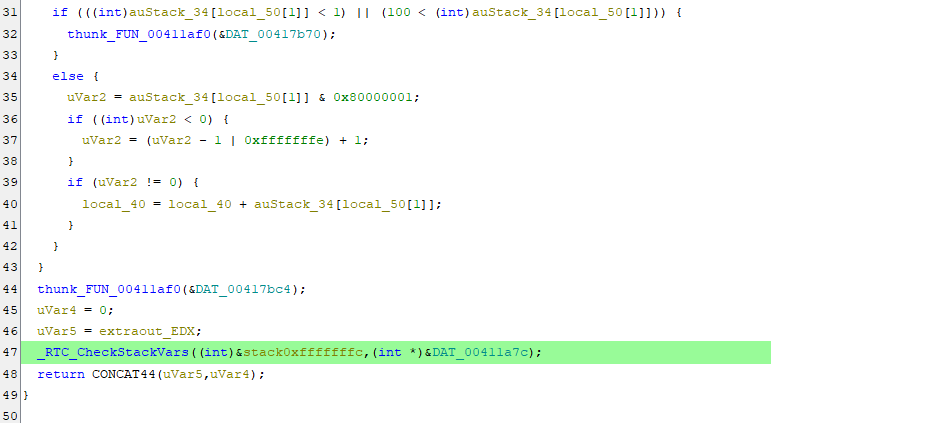 31 if (((int)auStack_34[local_50[1]] < 1) || (100 < (int)auStack_34[local_50[1]])) {
32 thunk_FUN_00411af0(&DAT_00417b70);
33 }
34 else {
35 uVar2 = auStack_34[local_50[1]] & 0x80000001;
36 if ((int)uVar2 < 0) {
37 uVar2 = (uVar2 - 1 | 0xfffffffe) + 1;
38 }
39 if (uVar2 != 0) {
40 local_40 = local_40 + auStack_34[local_50[1]];
41 }
42 }
43 }
44 thunk_FUN_00411af0(&DAT_00417bc4);
45 uVar4 = 0;
46 uVar5 = extraout_EDX;
47 _RTC_CheckStackVars((int)&stack0xfffffffc,(int *)&DAT_00411a7c);
48 return CONCAT44(uVar5,uVar4);
49 }
50